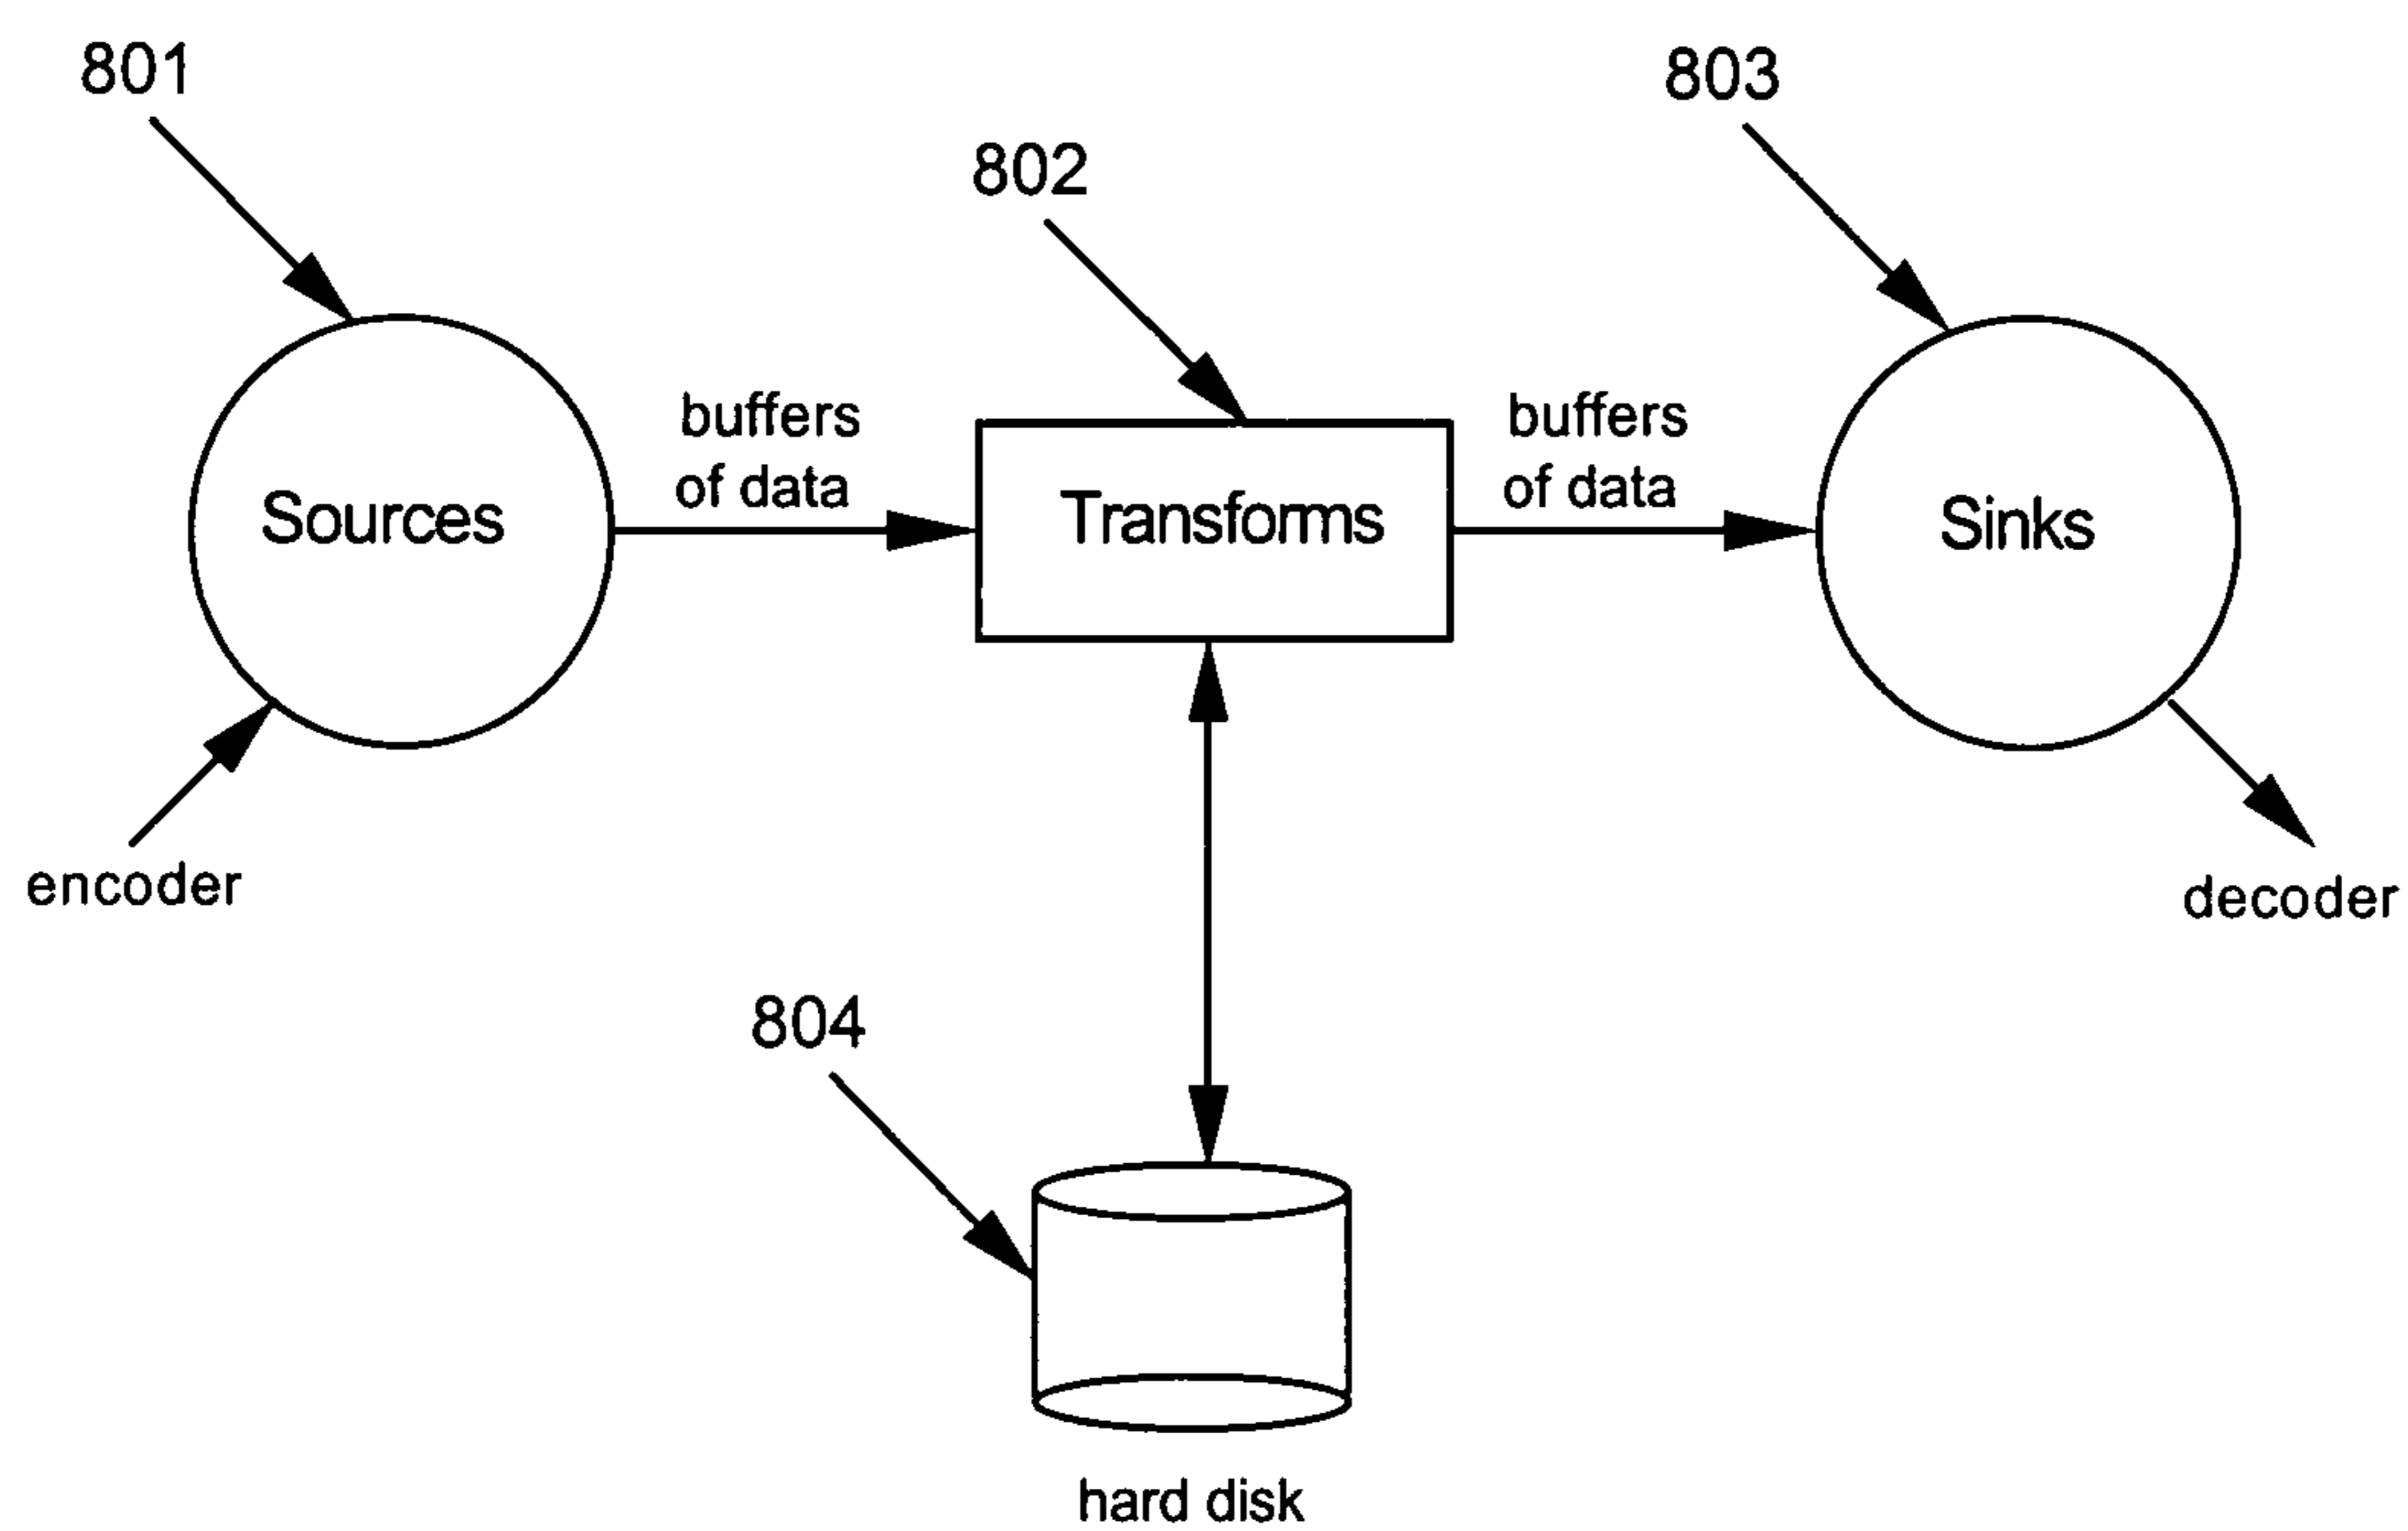 801
803
802
buffers
of data
buffers
of data
Sources
Transforms
Sinks
encoder
decoder
804
hard disk